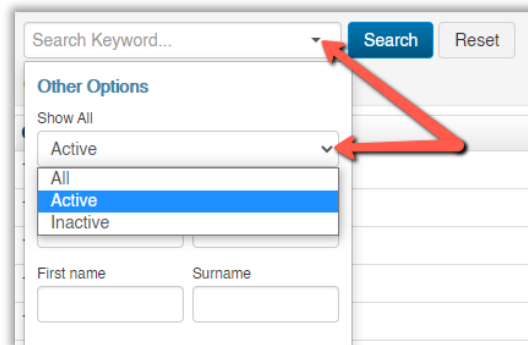 Search Keyword... Search Reset
Other Options
Show All
Active
All
Active
Inactive
First name Surname